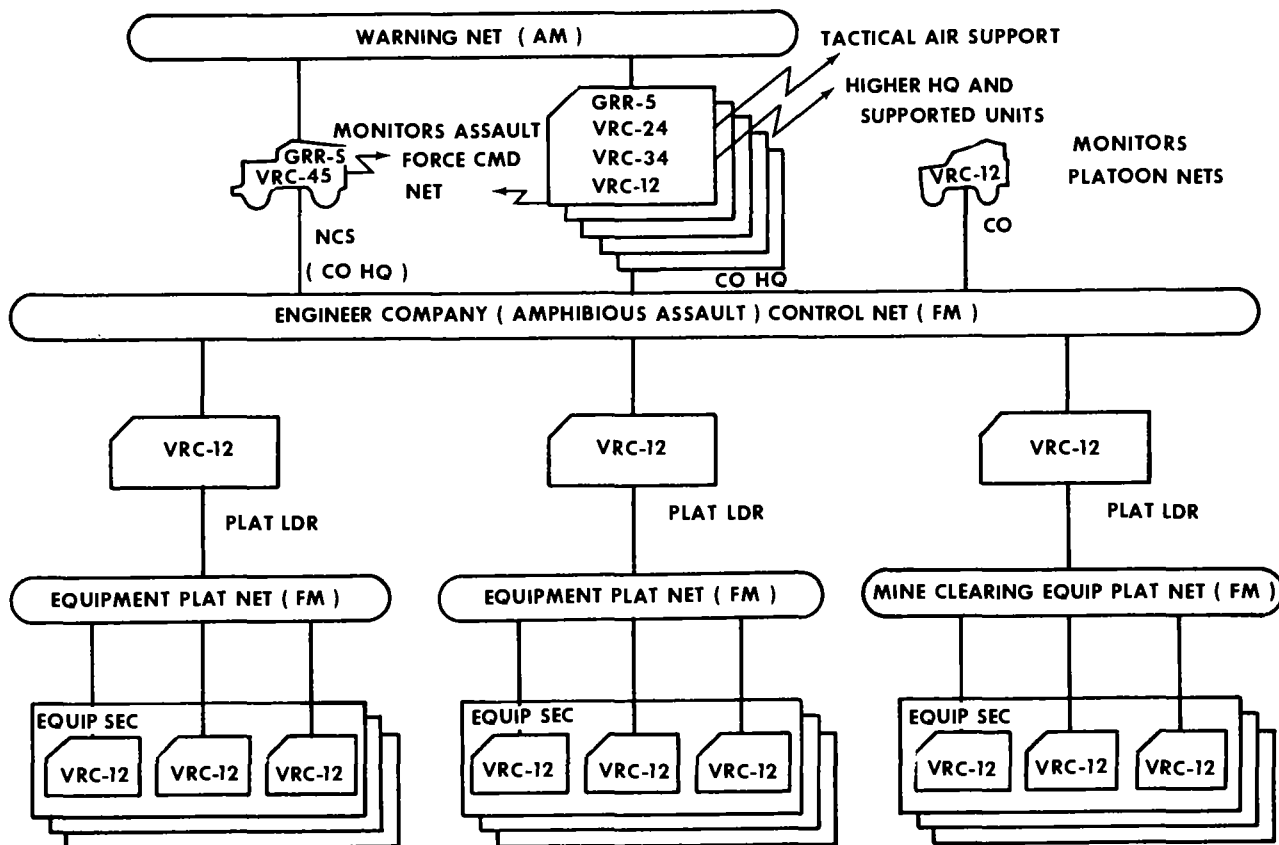 WARNING NET ( AM )
TACTICAL AIR SUPPORT
HIGHER HQ AND
SUPPORTED UNITS
GRR-5
VRC-24
VRC-34
VRC-12
MONITORS ASSAULT
FORCE CMD
NET
GRR-5
VRC-45
NCS
( CO HQ )
CO HQ
VRC-12
CO
MONITORS
PLATOON NETS
ENGINEER COMPANY ( AMPHIBIOUS ASSAULT ) CONTROL NET ( FM )
VRC-12
VRC-12
VRC-12
PLAT LDR
PLAT LDR
PLAT LDR
EQUIPMENT PLAT NET ( FM )
EQUIPMENT PLAT NET ( FM )
MINE CLEARING EQUIP PLAT NET ( FM )
EQUIP SEC
VRC-12
VRC-12
VRC-12
EQUIP SEC
VRC-12
VRC-12
VRC-12
EQUIP SEC
VRC-12
VRC-12
VRC-12